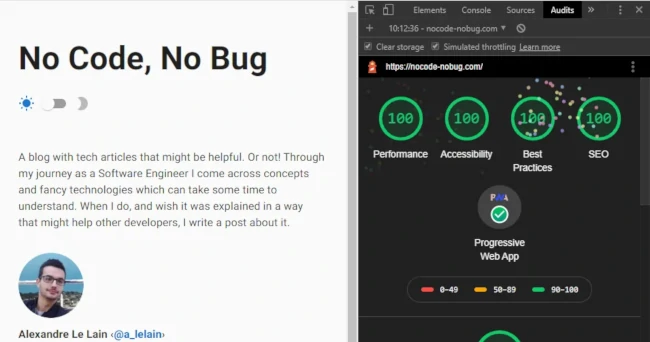 No Code, No Bug
A blog with tech articles that might be helpful. Or not! Through
my journey as a Software Engineer I come across concepts
and fancy technologies which can take some time to
understand. When I do, and wish it was explained in a way
that might help other developers, I write a post about it.
Alexandre Le Lain ‹@a_lelain›
Elements Console Sources Audits »
10:12:36 - nocode-nobug.com
Clear storage Simulated throttling Learn more
https://nocode-nobug.com/
100 100 100 100
Performance Accessibility Best Practices SEO
PWA
Progressive
Web App
0–49 50–89 90–100